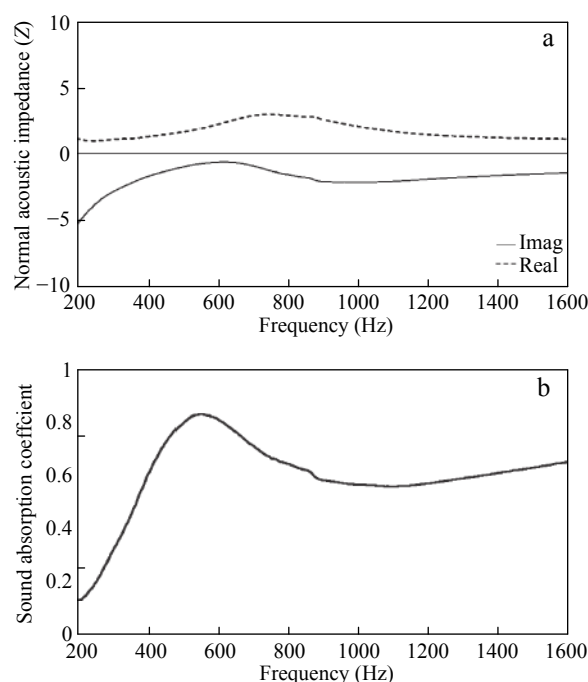 a
Normal acoustic impedance (Z)
10
5
0
−5
−10
Imag
Real
200 400 600 800 1000 1200 1400 1600
Frequency (Hz)
b
Sound absorption coeffcient
1
0.8
0.6
0.4
0.2
0
200 400 600 800 1000 1200 1400 1600
Frequency (Hz)